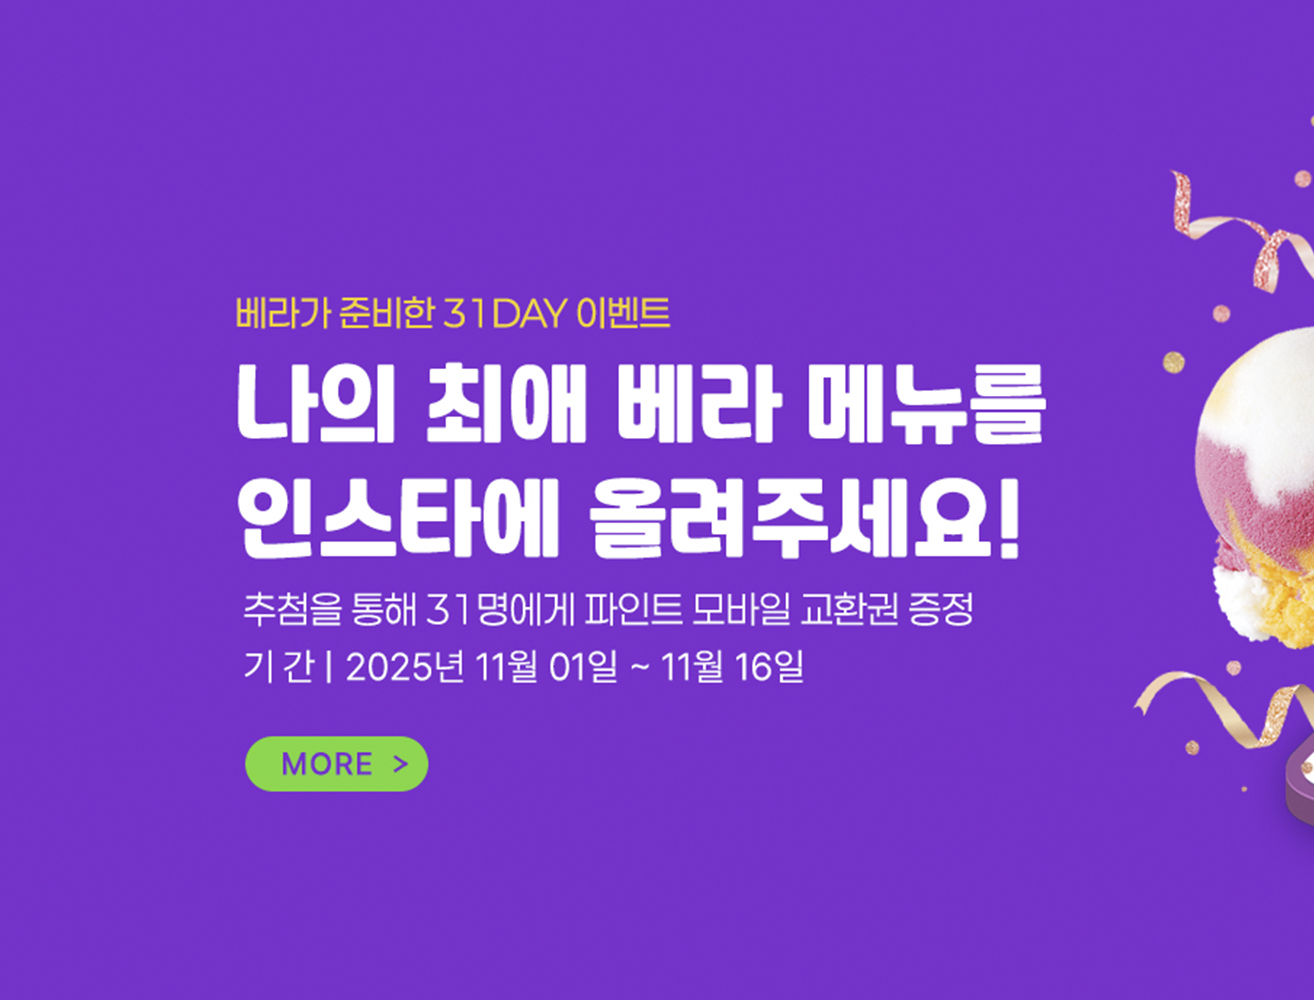 베라가 준비한 31DAY 이벤트
나의 최애 베라 메뉴를
인스타에 올려주세요!
추첨을 통해 31명에게 파인트 모바일 교환권 증정
기 간 | 2025년 11월 01일 ~ 11월 16일
MORE >